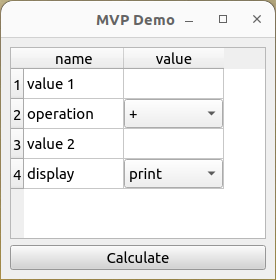 MVP Demo
name value
1 value 1
2 operation +
3 value 2
4 display print
Calculate